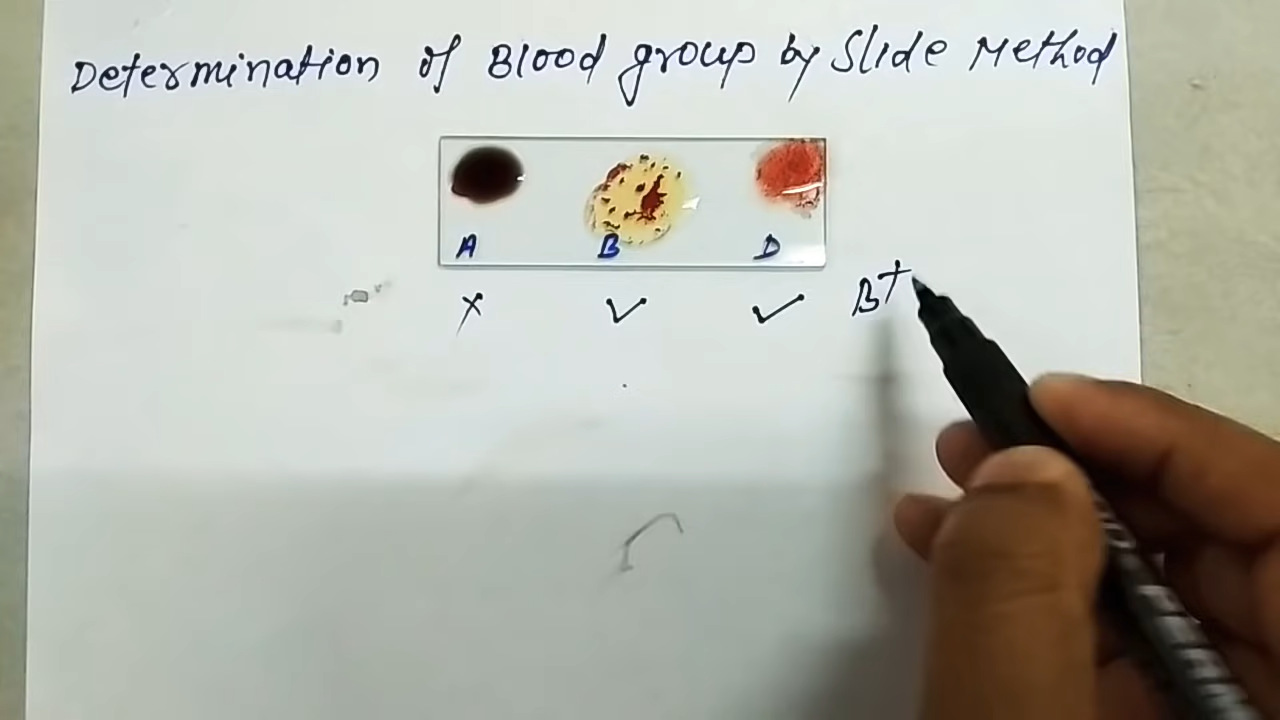 Determination of Blood group by Slide Method
A B D
× ✓ ✓ B+